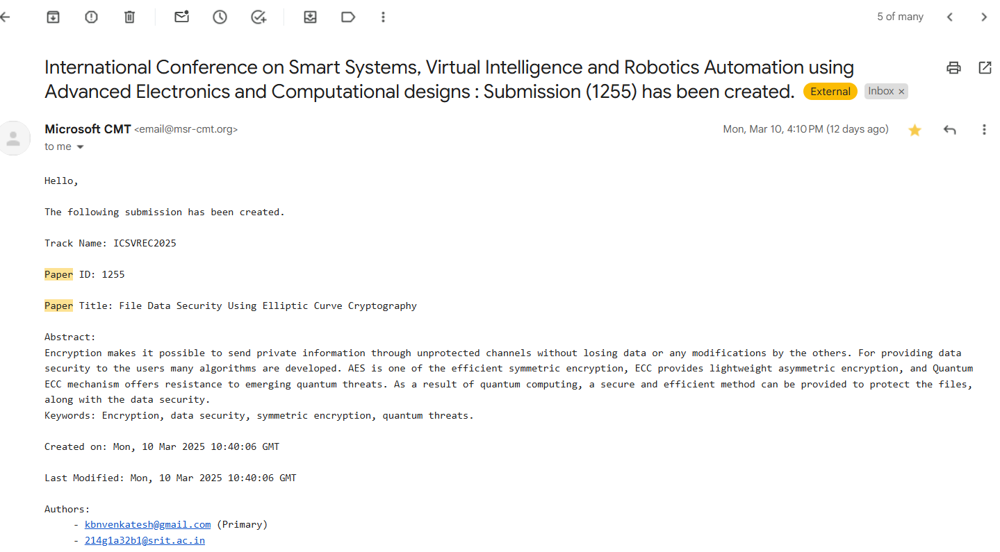 5 of many
International Conference on Smart Systems, Virtual Intelligence and Robotics Automation using
Advanced Electronics and Computational designs : Submission (1255) has been created. External Inbox ×
Microsoft CMT <email@msr-cmt.org>
Mon, Mar 10, 4:10 PM (12 days ago)
to me
Hello,
The following submission has been created.
Track Name: ICSVREC2025
Paper ID: 1255
Paper Title: File Data Security Using Elliptic Curve Cryptography
Abstract:
Encryption makes it possible to send private information through unprotected channels without losing data or any modifications by the others. For providing data
security to the users many algorithms are developed. AES is one of the efficient symmetric encryption, ECC provides lightweight asymmetric encryption, and Quantum
ECC mechanism offers resistance to emerging quantum threats. As a result of quantum computing, a secure and efficient method can be provided to protect the files,
along with the data security.
Keywords: Encryption, data security, symmetric encryption, quantum threats.
Created on: Mon, 10 Mar 2025 10:40:06 GMT
Last Modified: Mon, 10 Mar 2025 10:40:06 GMT
Authors:
- kbnvenkatesh@gmail.com (Primary)
- 214g1a32b1@srit.ac.in